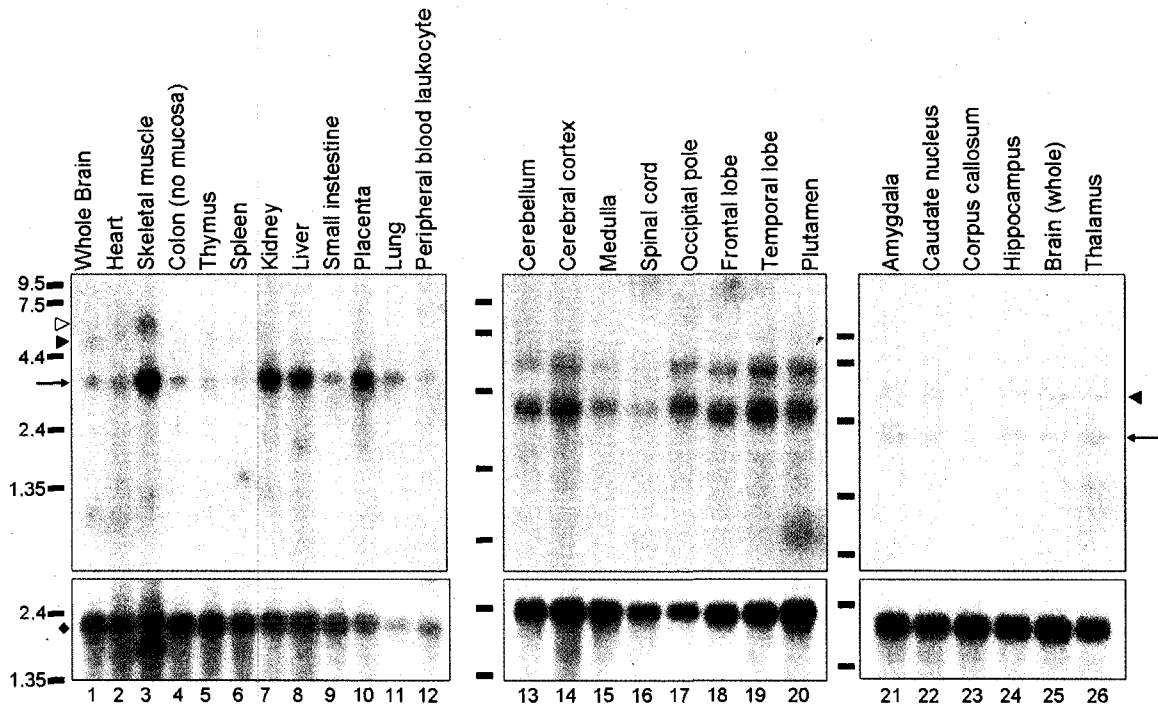 Whole Brain
Heart
Skeletal muscle
Colon (no mucosa)
Thymus
Spleen
Kidney
Liver
Small instestine
Placenta
Lung
Peripheral blood laukocyte
Cerebellum
Cerebral cortex
Medulla
Spinal cord
Occipital pole
Frontal lobe
Temporal lobe
Plutamen
Amygdala
Caudate nucleus
Corpus callosum
Hippocampus
Brain (whole)
Thalamus
9.5
7.5
4.4
2.4
1.35
2.4
1.35
1 2 3 4 5 6 7 8 9 10 11 12 13 14 15 16 17 18 19 20 21 22 23 24 25 26